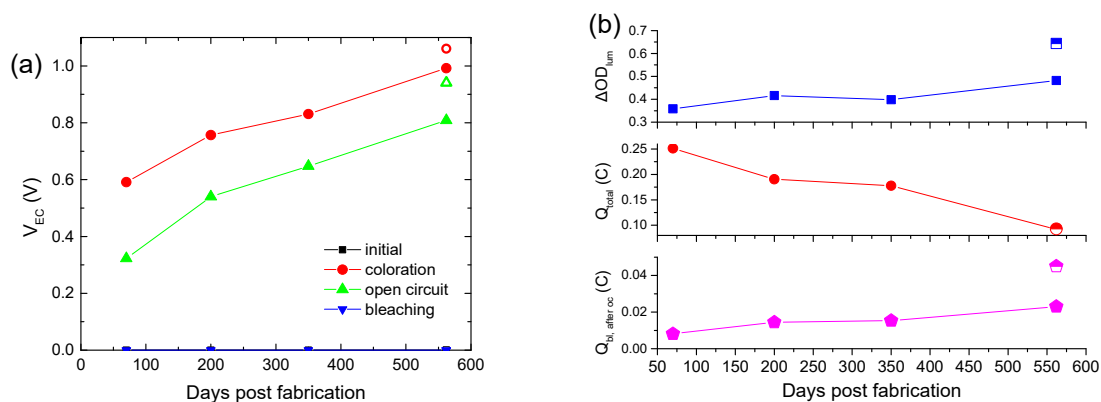 (a)
V_EC (V)
1.0
0.8
0.6
0.4
0.2
0.0
0 100 200 300 400 500 600
Days post fabrication
initial
coloration
open circuit
bleaching
(b)
ΔOD_lum
0.7
0.6
0.5
0.4
0.3
Q_total (C)
0.25
0.20
0.15
0.10
Q_bl, after oc (C)
0.04
0.02
0.00
50 100 150 200 250 300 350 400 450 500 550 600
Days post fabrication